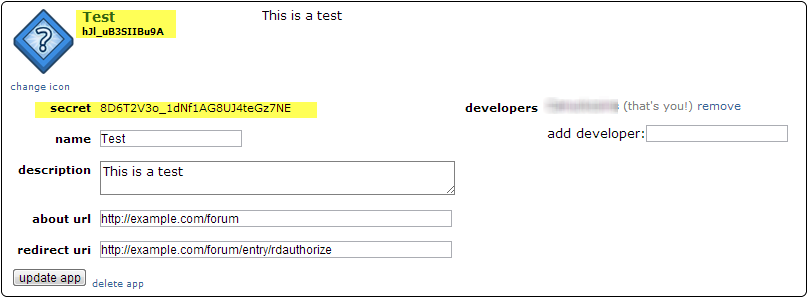 Test
This is a test
hJl_uB3SIIBu9A
change icon
secret 8D6T2V3o_1dNf1AG8UJ4teGz7NE
developers (that's you!) remove
add developer:
name Test
description This is a test
about url http://example.com/forum
redirect uri http://example.com/forum/entry/rdauthorize
update app delete app